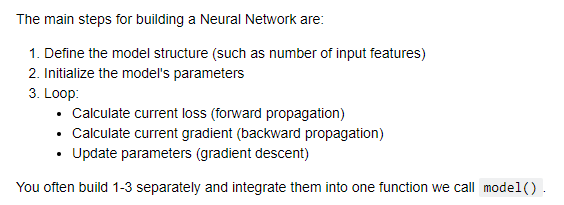 The main steps for building a Neural Network are:
1. Define the model structure (such as number of input features)
2. Initialize the model's parameters
3. Loop:
• Calculate current loss (forward propagation)
• Calculate current gradient (backward propagation)
• Update parameters (gradient descent)
You often build 1-3 separately and integrate them into one function we call model() .